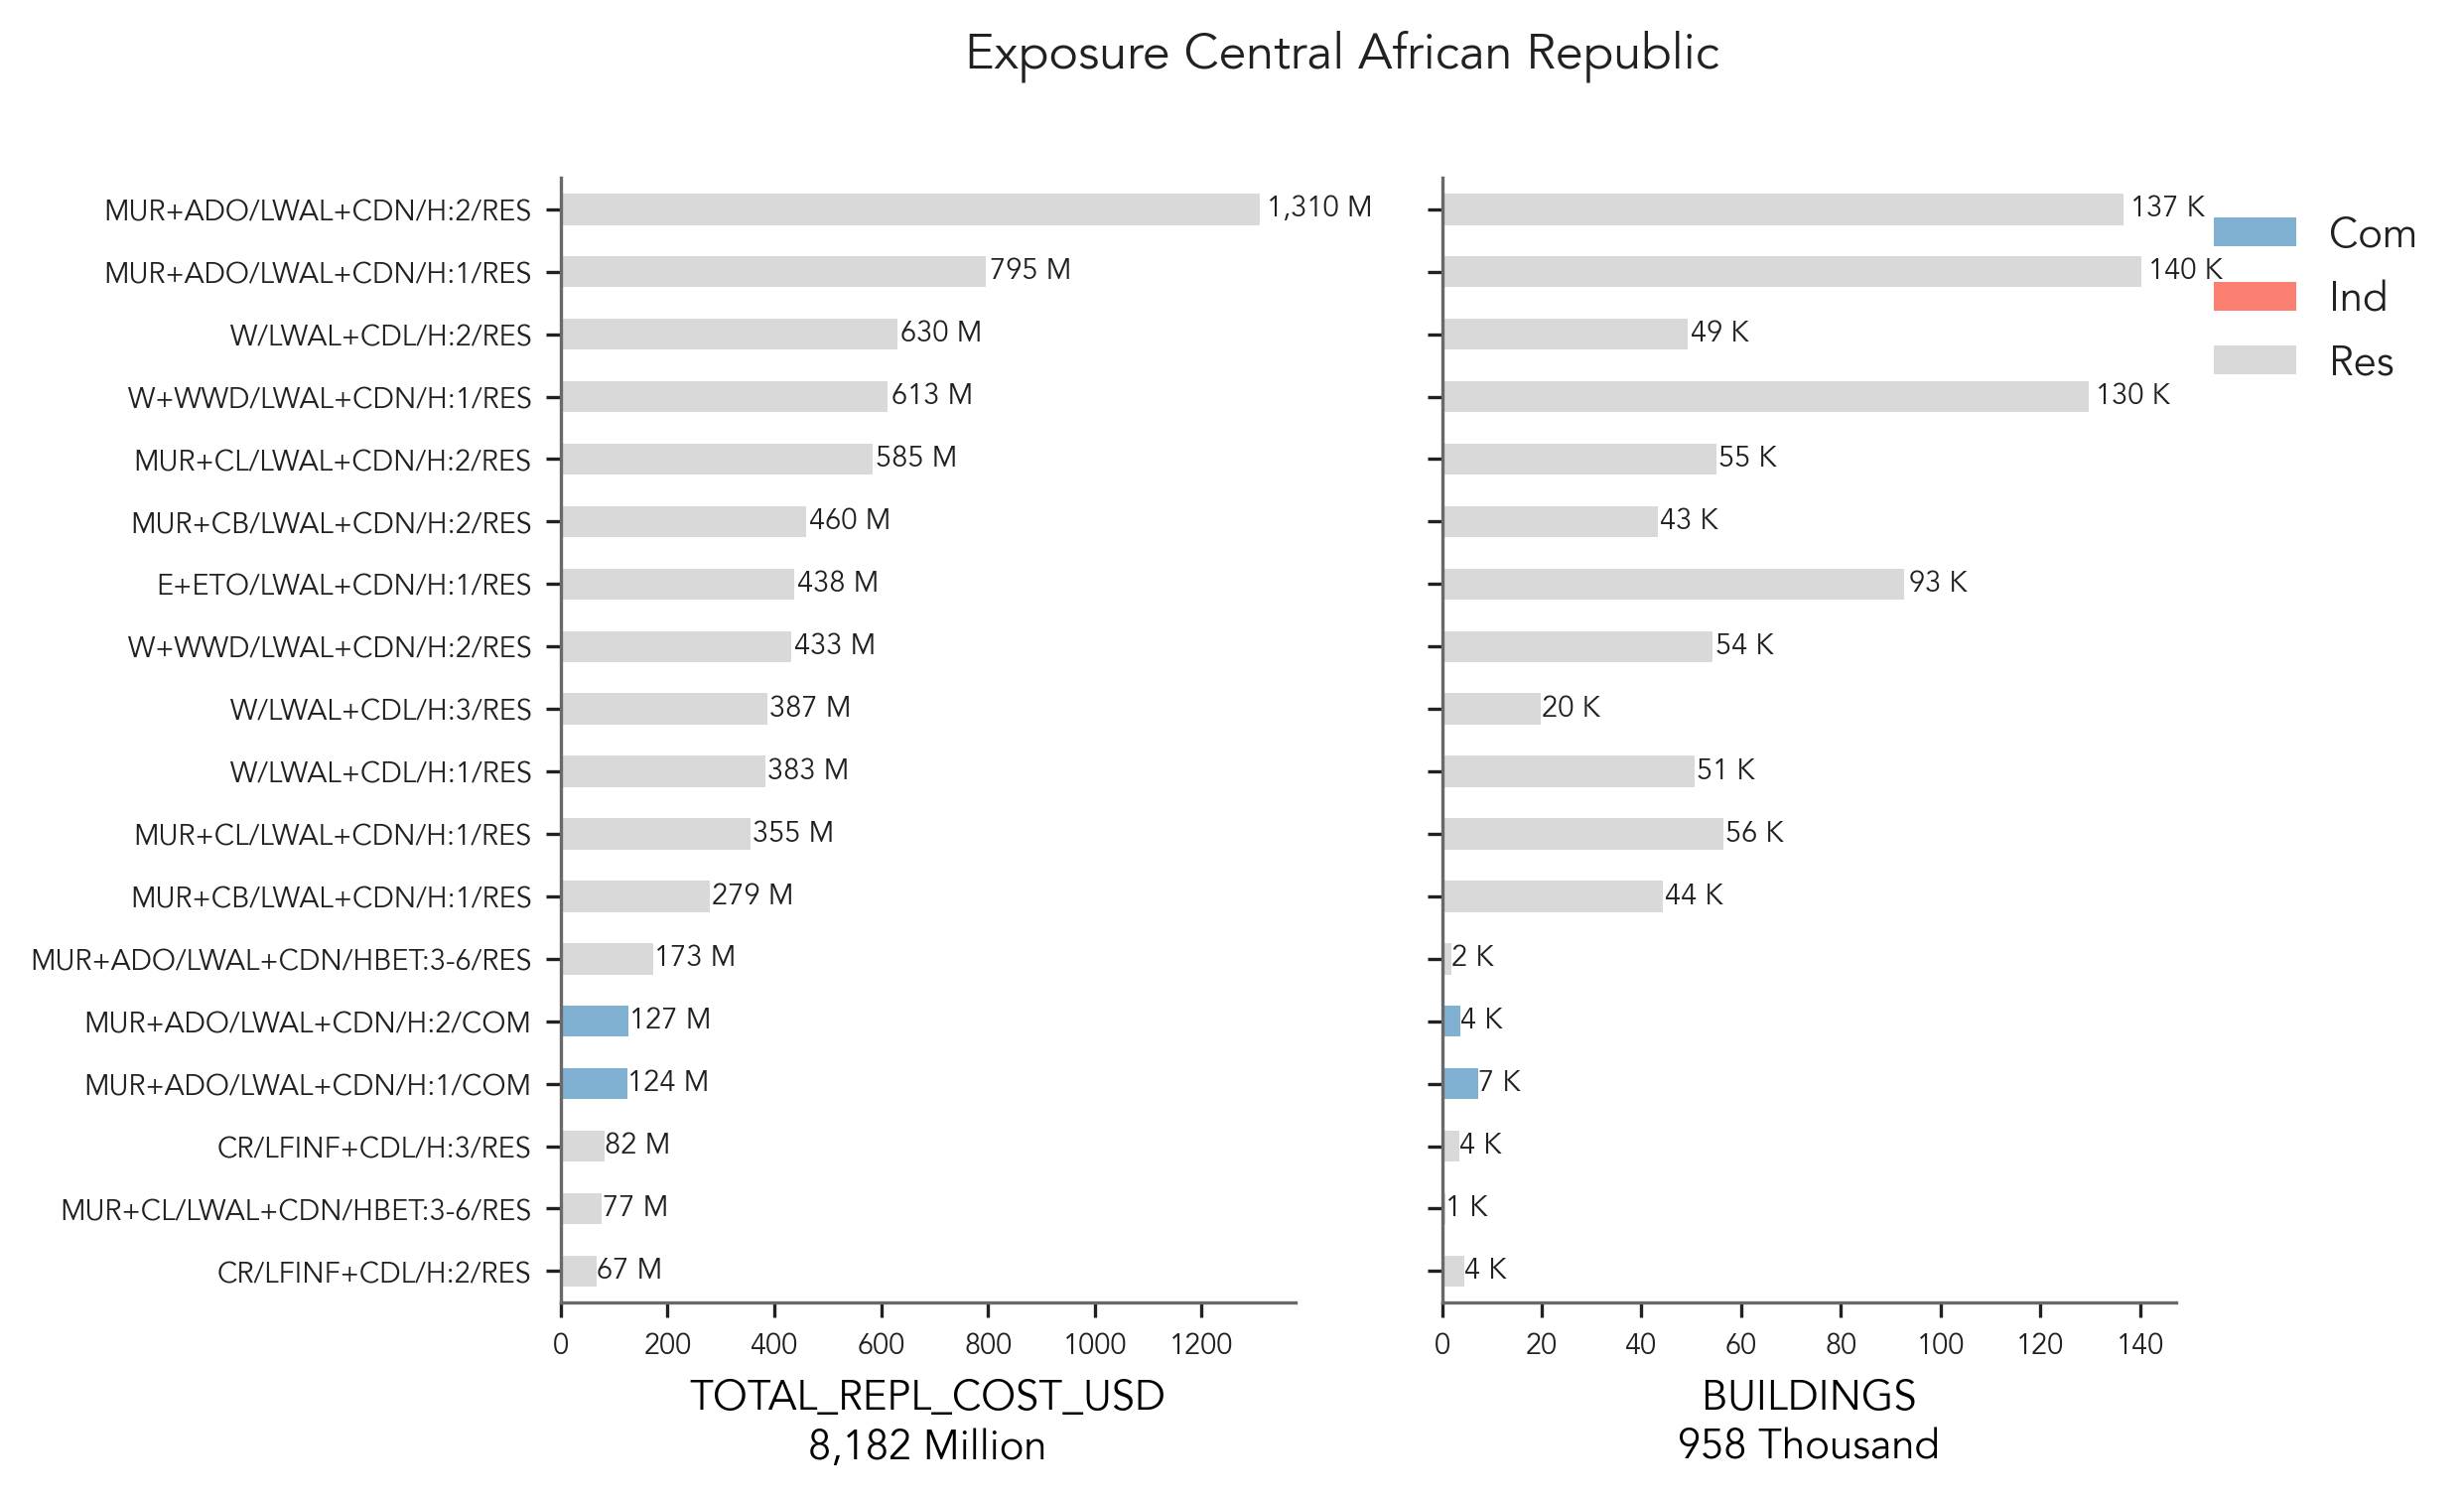 Exposure Central African Republic
MUR+ADO/LWAL+CDN/H:2/RES 1,310 M 137 K
MUR+ADO/LWAL+CDN/H:1/RES 795 M 140 K
W/LWAL+CDL/H:2/RES 630 M 49 K
W+WWD/LWAL+CDN/H:1/RES 613 M 130 K
MUR+CL/LWAL+CDN/H:2/RES 585 M 55 K
MUR+CB/LWAL+CDN/H:2/RES 460 M 43 K
E+ETO/LWAL+CDN/H:1/RES 438 M 93 K
W+WWD/LWAL+CDN/H:2/RES 433 M 54 K
W/LWAL+CDL/H:3/RES 387 M 20 K
W/LWAL+CDL/H:1/RES 383 M 51 K
MUR+CL/LWAL+CDN/H:1/RES 355 M 56 K
MUR+CB/LWAL+CDN/H:1/RES 279 M 44 K
MUR+ADO/LWAL+CDN/HBET:3-6/RES 173 M 2 K
MUR+ADO/LWAL+CDN/H:2/COM 127 M 4 K
MUR+ADO/LWAL+CDN/H:1/COM 124 M 7 K
CR/LFINF+CDL/H:3/RES 82 M 4 K
MUR+CL/LWAL+CDN/HBET:3-6/RES 77 M 1 K
CR/LFINF+CDL/H:2/RES 67 M 4 K
0 200 400 600 800 1000 1200
TOTAL_REPL_COST_USD
8,182 Million
0 20 40 60 80 100 120 140
BUILDINGS
958 Thousand
Com
Ind
Res